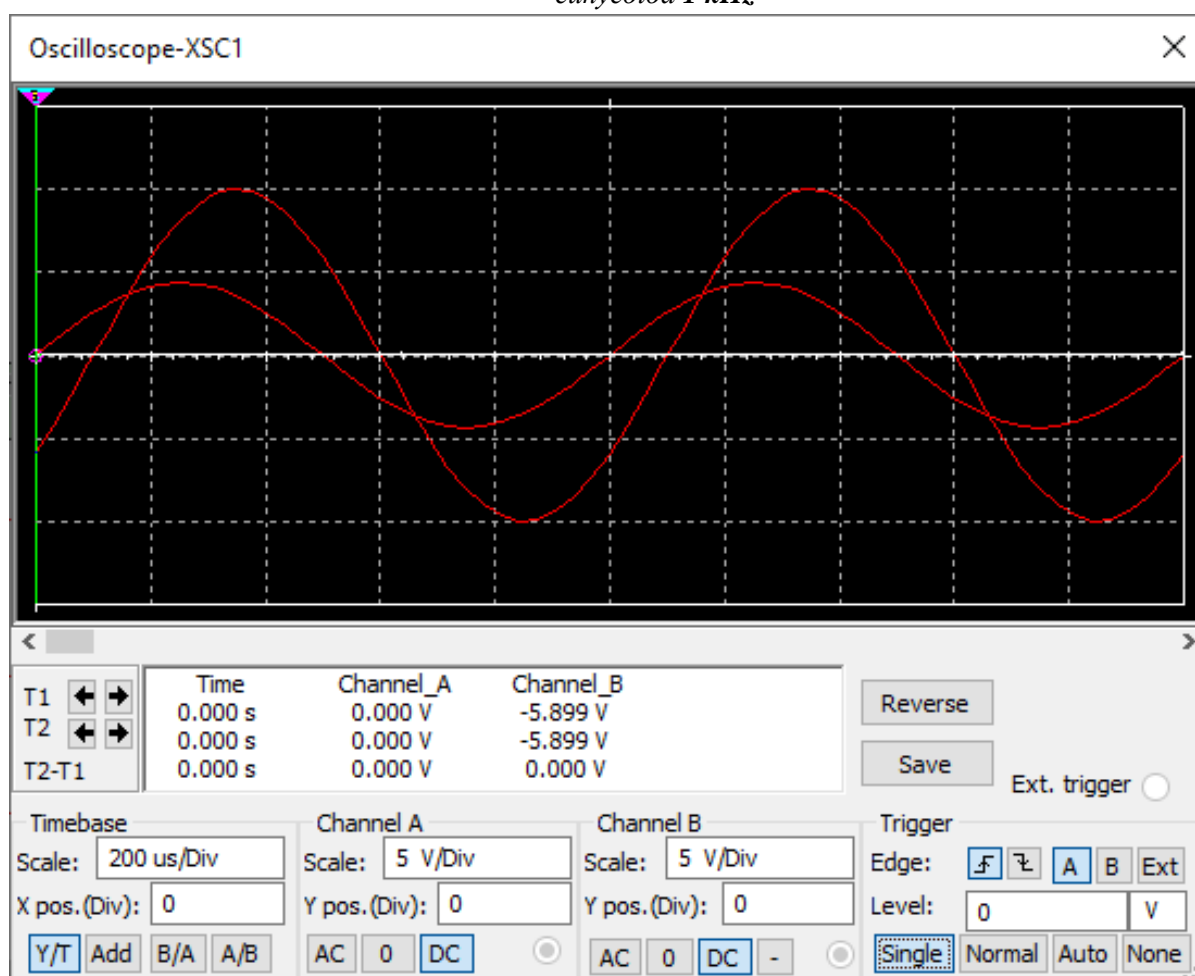 Oscilloscope-XSC1
Time Channel_A Channel_B
T1 0.000 s 0.000 V -5.899 V
T2 0.000 s 0.000 V -5.899 V
T2-T1 0.000 s 0.000 V 0.000 V
Reverse
Save
Ext. trigger
Timebase
Scale: 200 us/Div
X pos.(Div): 0
Y/T Add B/A A/B
Channel A
Scale: 5 V/Div
Y pos.(Div): 0
AC 0 DC
Channel B
Scale: 5 V/Div
Y pos.(Div): 0
AC 0 DC -
Trigger
Edge: A B Ext
Level: 0 V
Single Normal Auto None